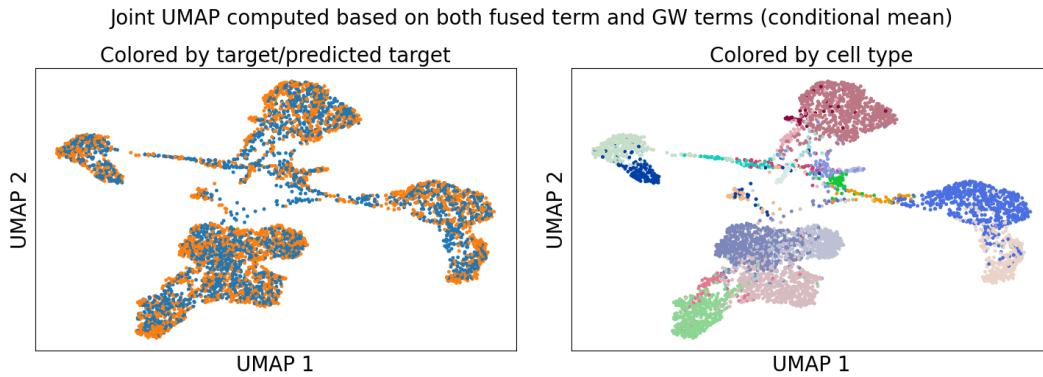 Joint UMAP computed based on both fused term and GW terms (conditional mean)
Colored by target/predicted target
Colored by cell type
UMAP 2
UMAP 2
UMAP 1
UMAP 1